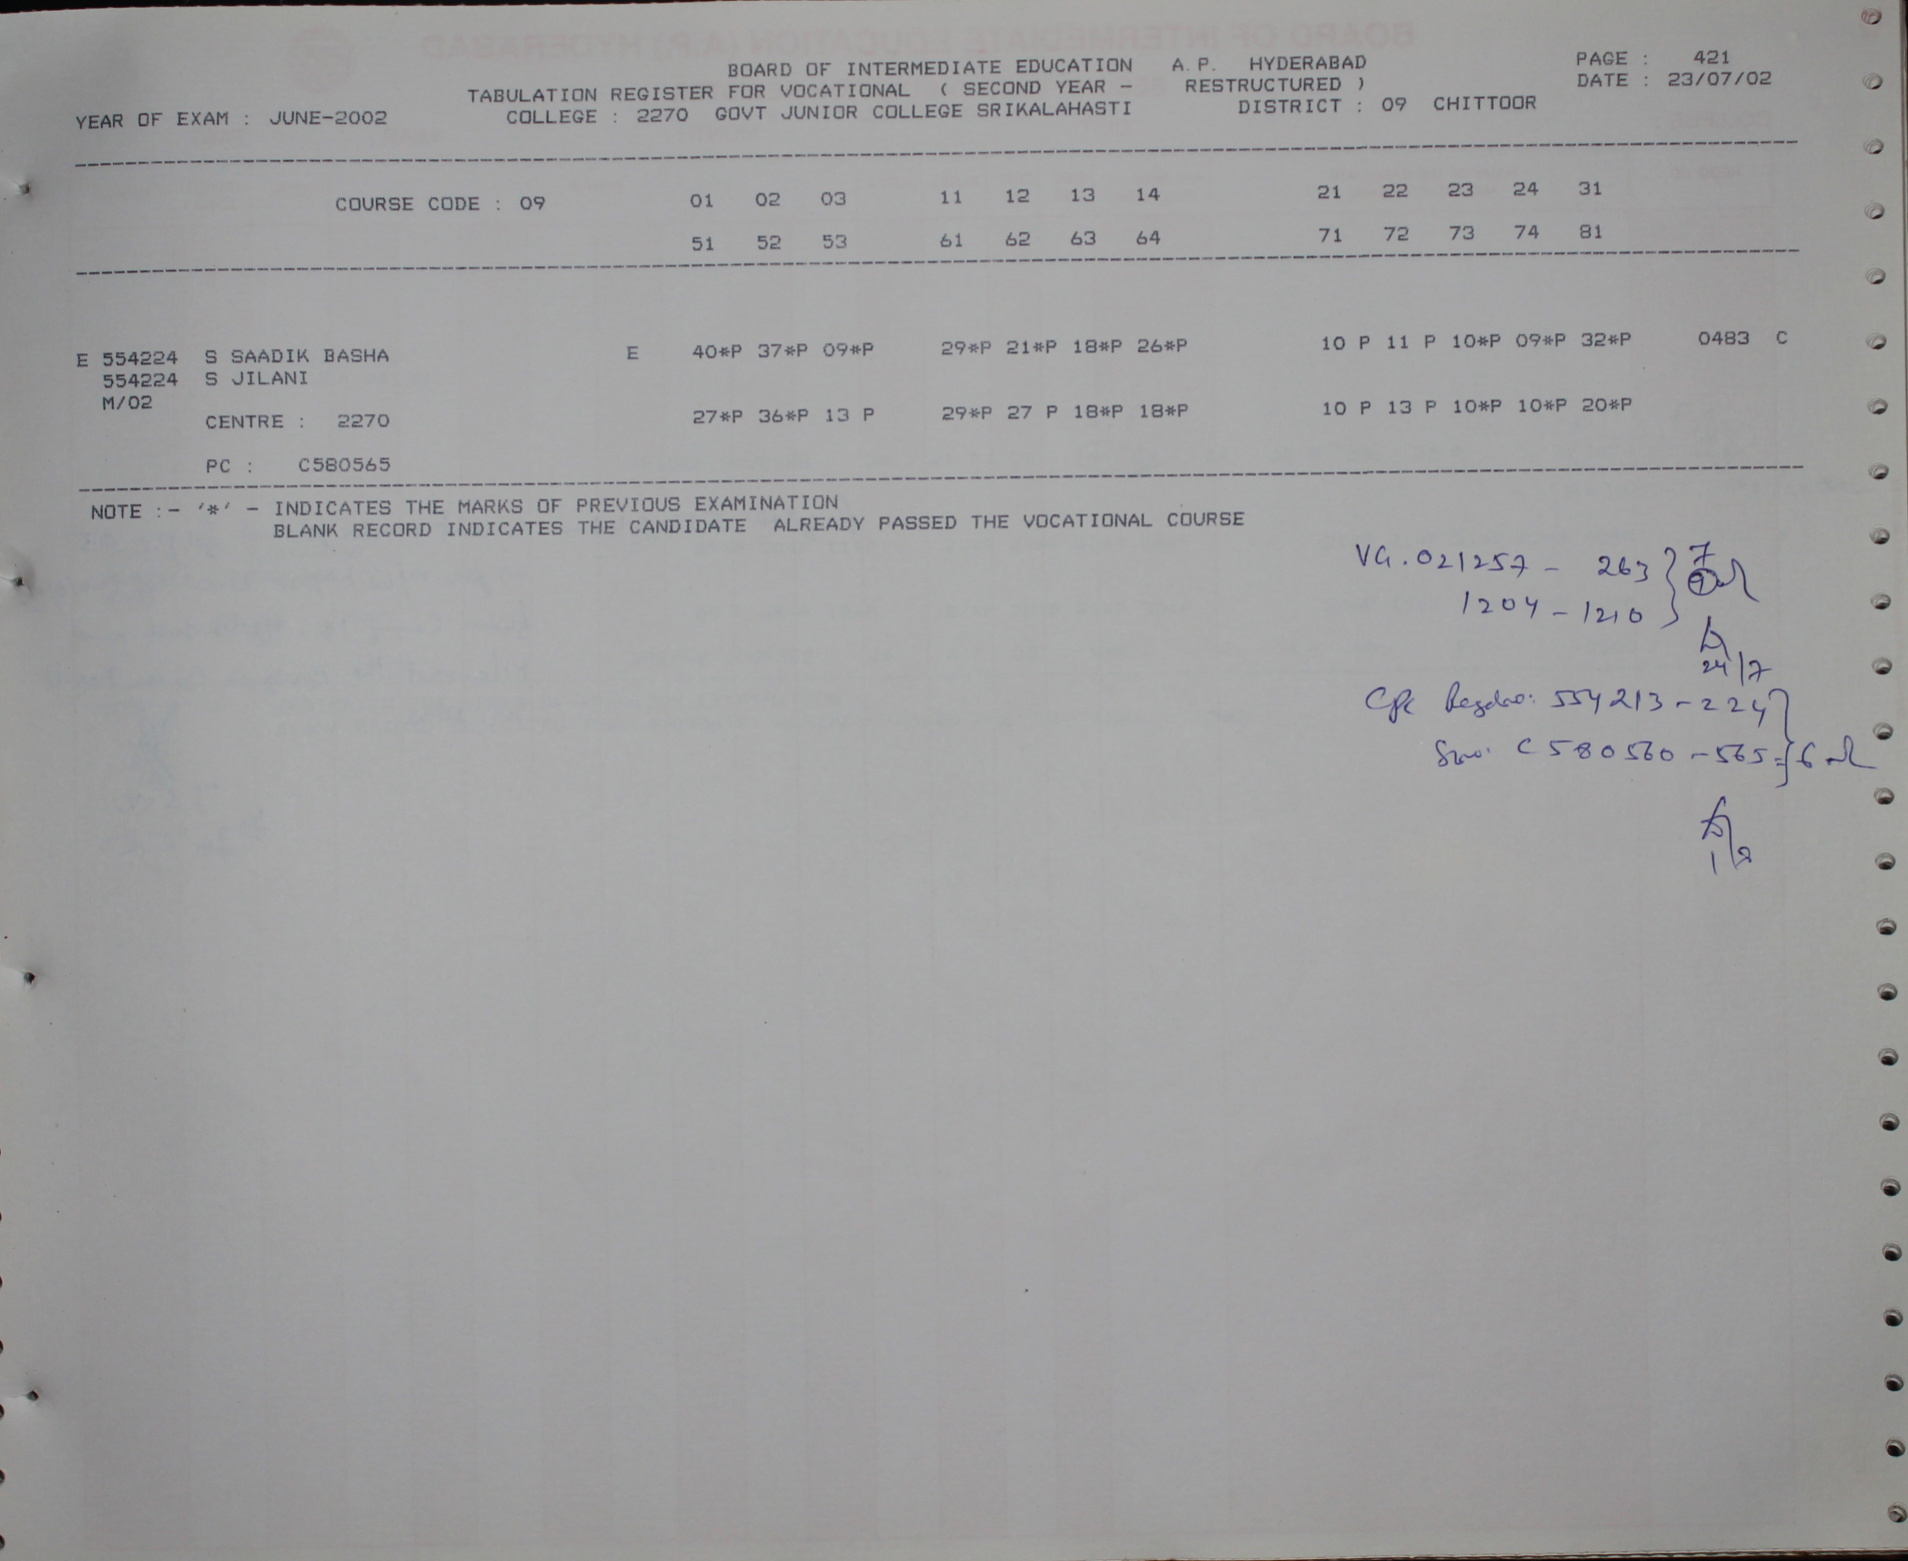 BOARD OF INTERMEDIATE EDUCATION A.P. HYDERABAD PAGE : 421
TABULATION REGISTER FOR VOCATIONAL ( SECOND YEAR - RESTRUCTURED ) DATE : 23/07/02
YEAR OF EXAM : JUNE-2002 COLLEGE : 2270 GOVT JUNIOR COLLEGE SRIKALAHASTI DISTRICT : 09 CHITTOOR
COURSE CODE : 09 01 02 03 11 12 13 14 21 22 23 24 31
51 52 53 61 62 63 64 71 72 73 74 81
E 554224 S SAADIK BASHA E 40*P 37*P 09*P 29*P 21*P 18*P 26*P 10 P 11 P 10*P 09*P 32*P 0483 C
554224 S JILANI
M/02
CENTRE : 2270 27*P 36*P 13 P 29*P 27 P 18*P 18*P 10 P 13 P 10*P 10*P 20*P
PC : C580565
NOTE :- '*' - INDICATES THE MARKS OF PREVIOUS EXAMINATION
BLANK RECORD INDICATES THE CANDIDATE ALREADY PASSED THE VOCATIONAL COURSE
VG.021257 - 263 } 7
1204 - 1210
24/7
Regdno: 554213 - 224
Sno. C580560 - 565 = 6
1/8